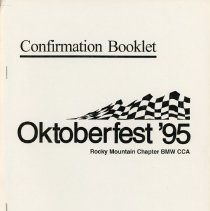 Confirmation Booklet
Oktoberfest '95
Rocky Mountain Chapter BMW CCA